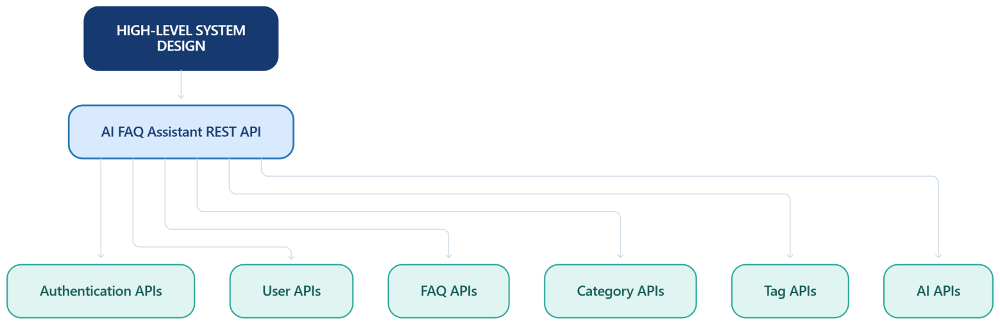 HIGH-LEVEL SYSTEM
DESIGN
AI FAQ Assistant REST API
Authentication APIs
User APIs
FAQ APIs
Category APIs
Tag APIs
AI APIs